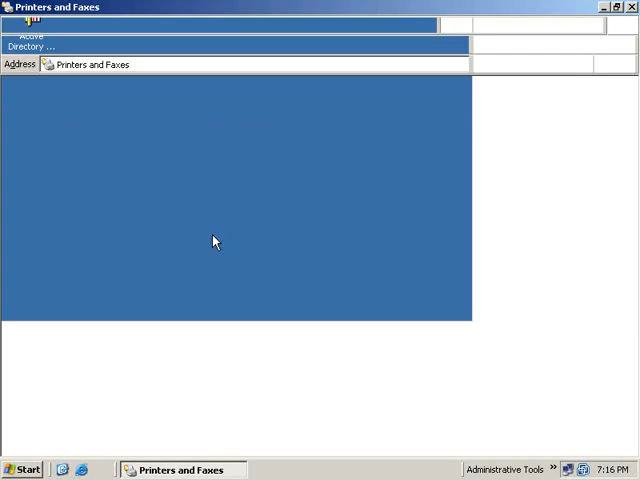 Printers and Faxes
Active
Directory ...
Address Printers and Faxes
Start Printers and Faxes Administrative Tools » 7:16 PM